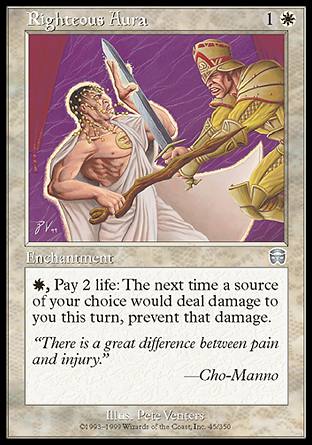 Righteous Aura 1
PV99
Enchantment
, Pay 2 life: The next time a source
of your choice would deal damage to
you this turn, prevent that damage.
“There is a great difference between pain
and injury.”
—Cho-Manno
Illus. Pete Venters
©1993–1999 Wizards of the Coast, Inc. 45/350